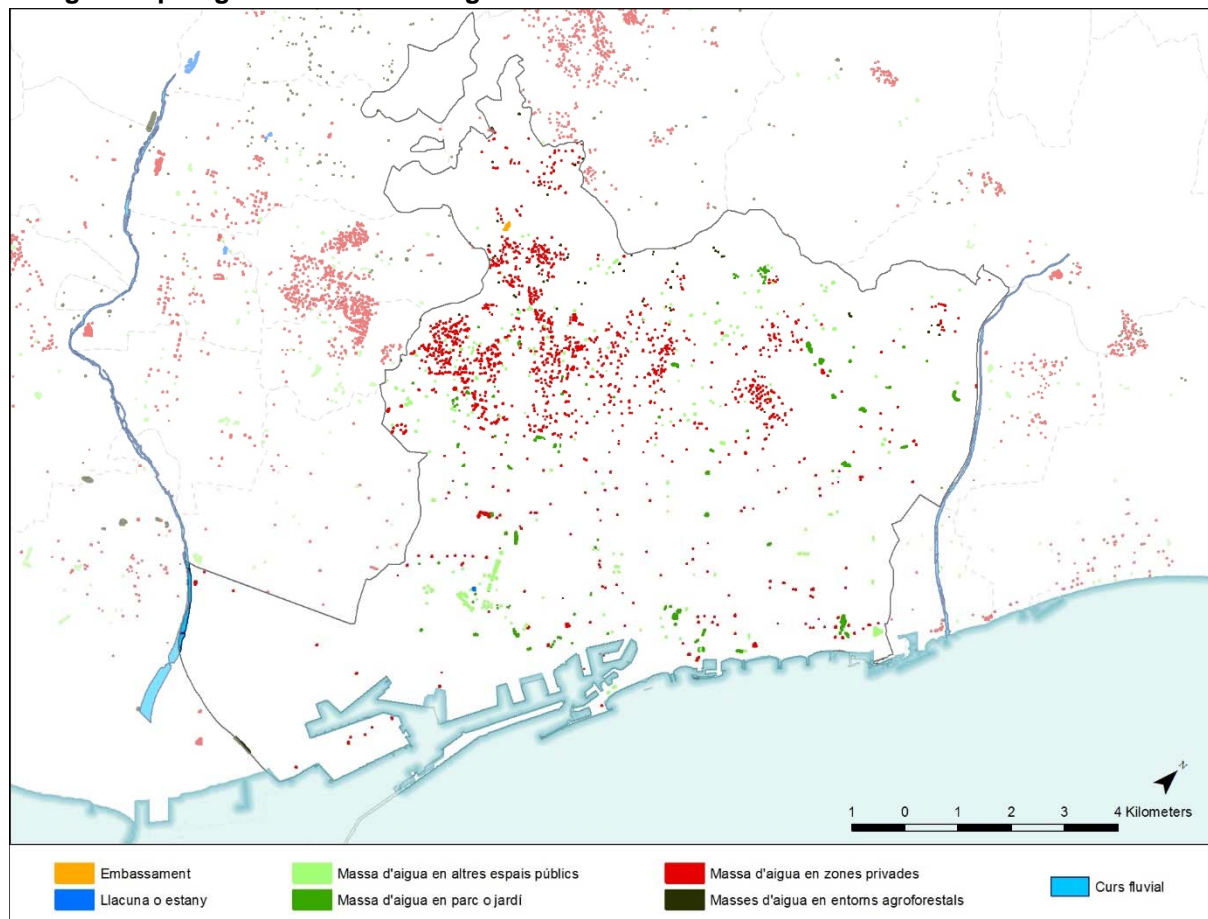 N
1 0 1 2 3 4 Kilometers
Embassament
Massa d'aigua en altres espais públics
Massa d'aigua en zones privades
Curs fluvial
Llacuna o estany
Massa d'aigua en parc o jardí
Masses d'aigua en entorns agroforestals